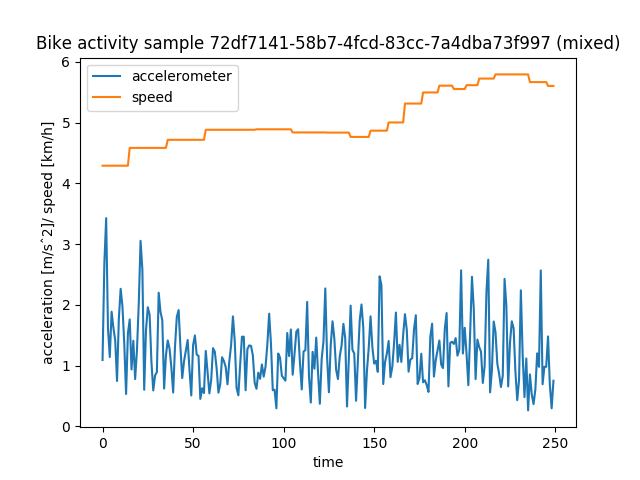 Bike activity sample 72df7141-58b7-4fcd-83cc-7a4dba73f997 (mixed)
accelerometer
speed
acceleration [m/s^2]/ speed [km/h]
6
5
4
3
2
1
0
0
50
100
150
200
250
time